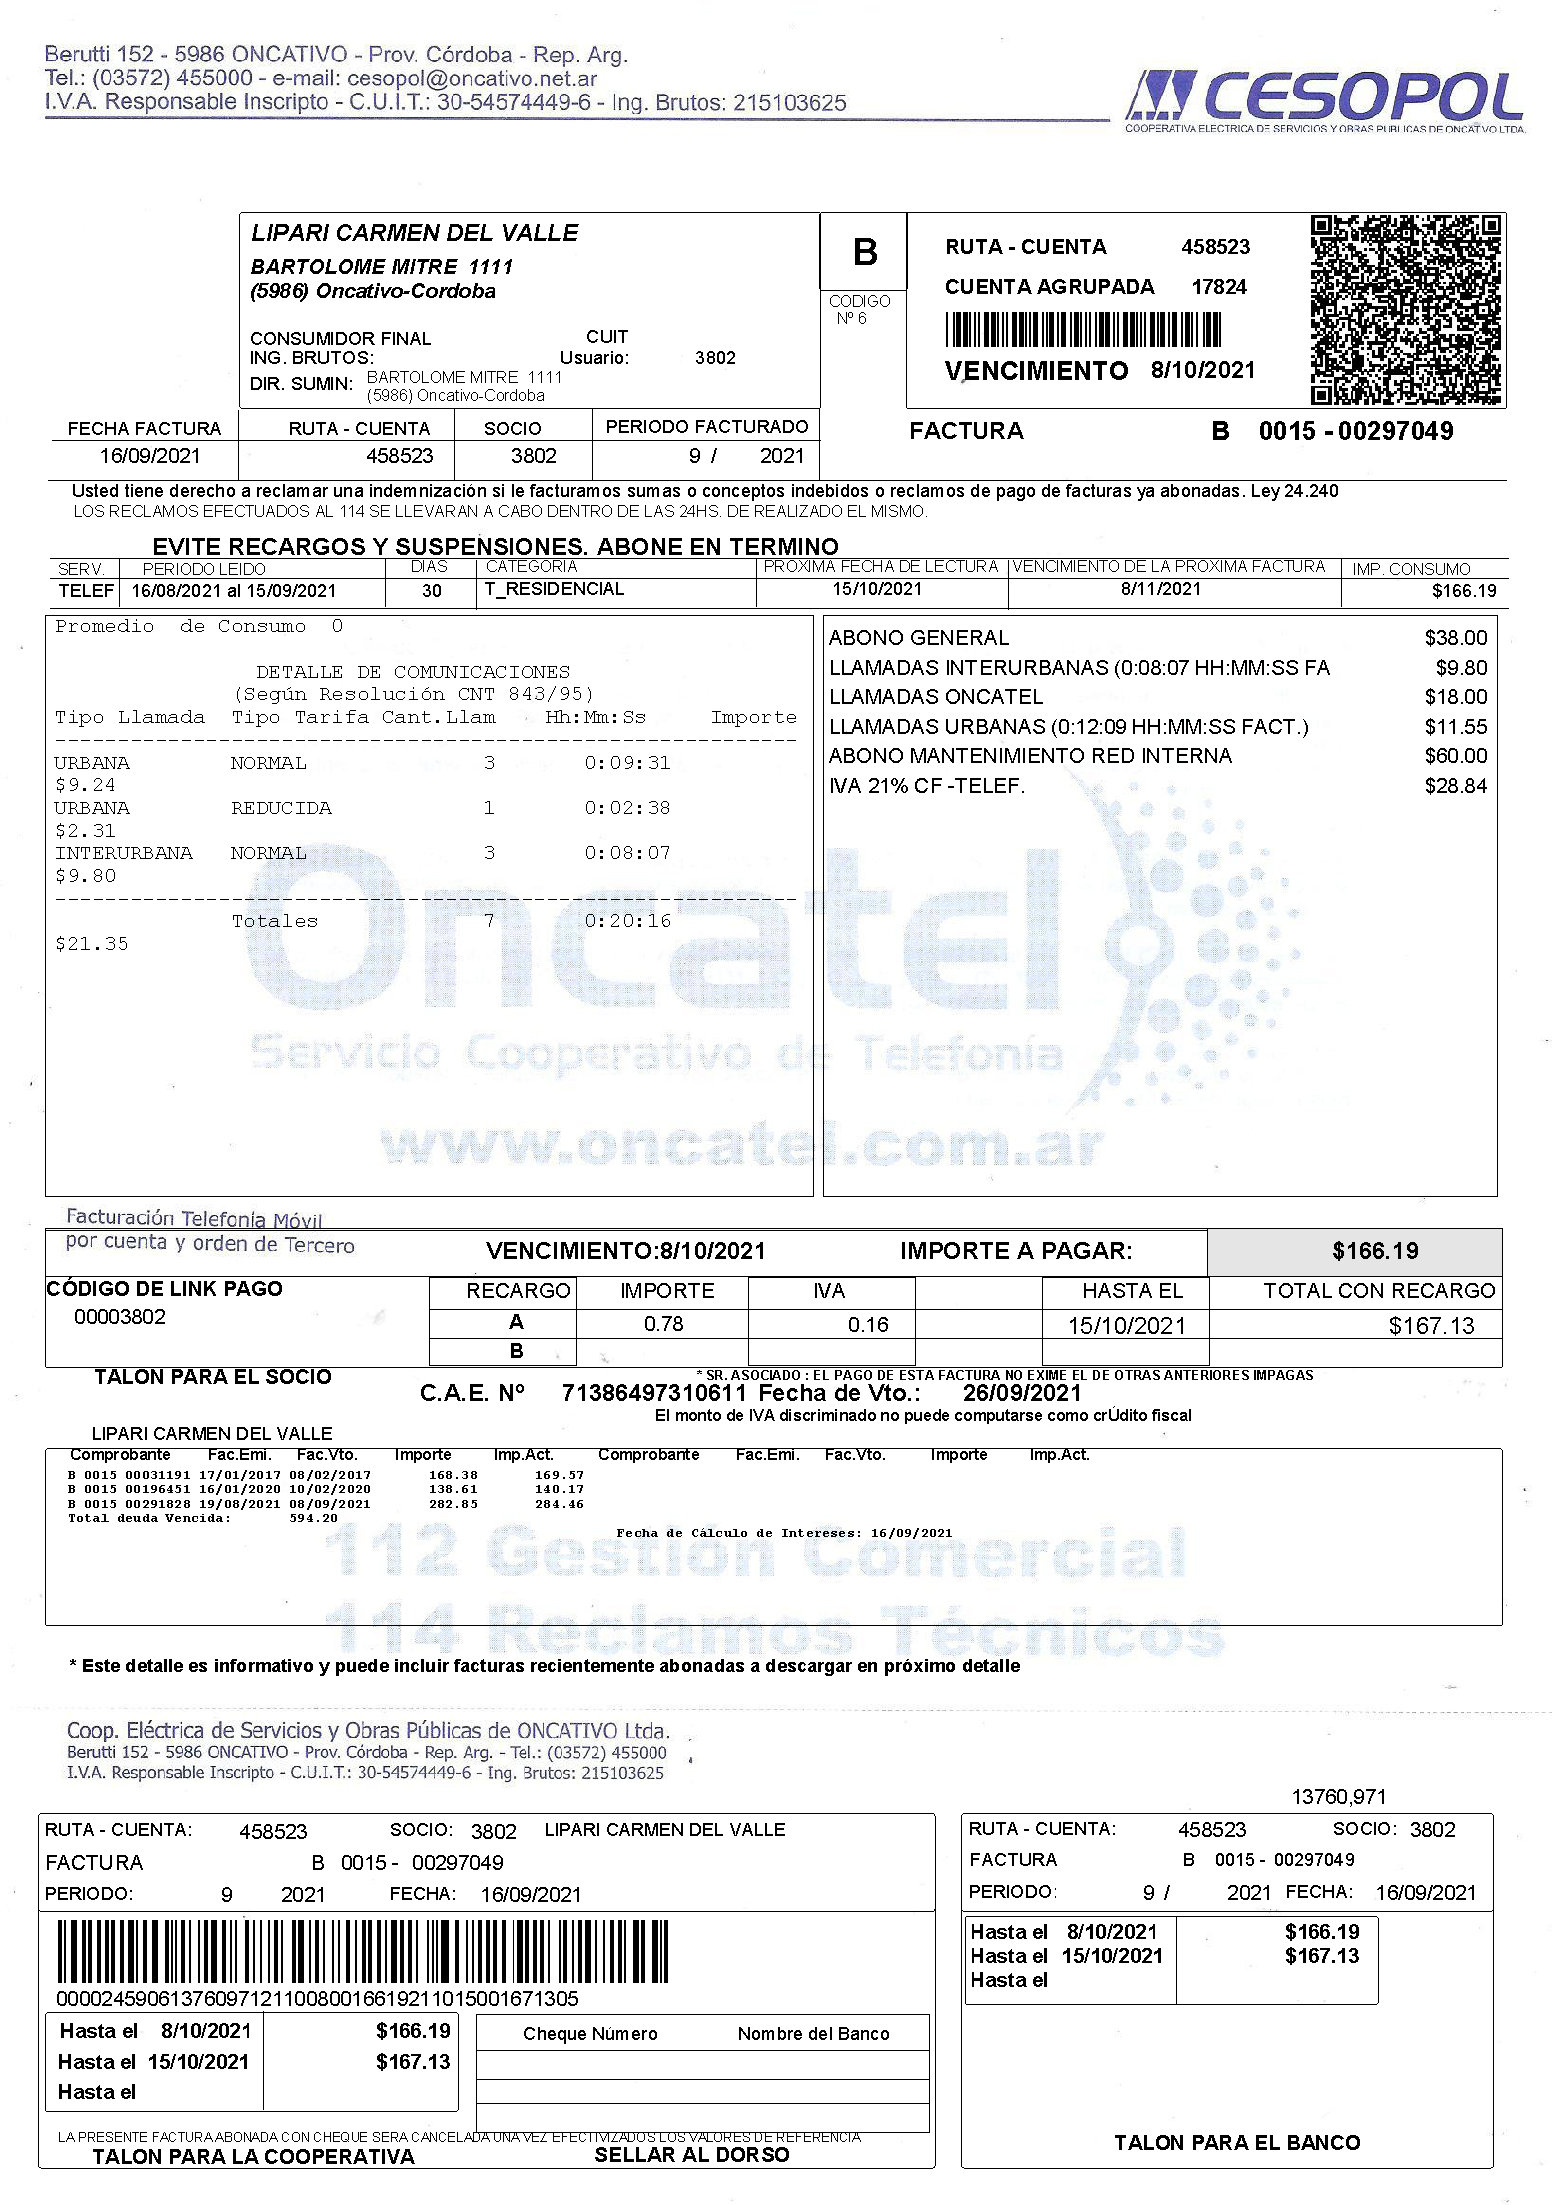 Berutti 152 - 5986 ONCATIVO - Prov. Córdoba - Rep. Arg.
Tel.: (03572) 455000 - e-mail: cesopol@oncativo.net.ar
I.V.A. Responsable Inscripto - C.U.I.T.: 30-54574449-6 - Ing. Brutos: 215103625
CESOPOL
COOPERATIVA ELECTRICA DE SERVICIOS Y OBRAS PUBLICAS DE ONCATIVO LTDA.
LIPARI CARMEN DEL VALLE
BARTOLOME MITRE 1111
(5986) Oncativo-Cordoba
CONSUMIDOR FINAL CUIT
ING. BRUTOS: Usuario: 3802
DIR. SUMIN: BARTOLOME MITRE 1111
(5986) Oncativo-Cordoba
B
CODIGO
Nº 6
RUTA - CUENTA 458523
CUENTA AGRUPADA 17824
VENCIMIENTO 8/10/2021
FECHA FACTURA RUTA - CUENTA SOCIO PERIODO FACTURADO
16/09/2021 458523 3802 9 / 2021
FACTURA B 0015 - 00297049
Usted tiene derecho a reclamar una indemnización si le facturamos sumas o conceptos indebidos o reclamos de pago de facturas ya abonadas. Ley 24.240
LOS RECLAMOS EFECTUADOS AL 114 SE LLEVARAN A CABO DENTRO DE LAS 24HS. DE REALIZADO EL MISMO.
EVITE RECARGOS Y SUSPENSIONES. ABONE EN TERMINO
SERV. PERIODO LEIDO DIAS CATEGORIA PROXIMA FECHA DE LECTURA VENCIMIENTO DE LA PROXIMA FACTURA IMP. CONSUMO
TELEF 16/08/2021 al 15/09/2021 30 T_RESIDENCIAL 15/10/2021 8/11/2021 $166.19
Promedio de Consumo 0
DETALLE DE COMUNICACIONES
(Según Resolución CNT 843/95)
Tipo Llamada Tipo Tarifa Cant.Llam Hh:Mm:Ss Importe
URBANA NORMAL 3 0:09:31
$9.24
URBANA REDUCIDA 1 0:02:38
$2.31
INTERURBANA NORMAL 3 0:08:07
$9.80
Totales 7 0:20:16
$21.35
ABONO GENERAL $38.00
LLAMADAS INTERURBANAS (0:08:07 HH:MM:SS FA $9.80
LLAMADAS ONCATEL $18.00
LLAMADAS URBANAS (0:12:09 HH:MM:SS FACT.) $11.55
ABONO MANTENIMIENTO RED INTERNA $60.00
IVA 21% CF -TELEF. $28.84
Oncatel
Servicio Cooperativo de Telefonía
www.oncatel.com.ar
Facturación Telefonía Móvil
por cuenta y orden de Tercero
VENCIMIENTO:8/10/2021 IMPORTE A PAGAR: $166.19
CÓDIGO DE LINK PAGO
00003802
RECARGO IMPORTE IVA HASTA EL TOTAL CON RECARGO
A 0.78 0.16 15/10/2021 $167.13
B
TALON PARA EL SOCIO
* SR. ASOCIADO : EL PAGO DE ESTA FACTURA NO EXIME EL DE OTRAS ANTERIORES IMPAGAS
C.A.E. Nº 71386497310611 Fecha de Vto.: 26/09/2021
El monto de IVA discriminado no puede computarse como crÚdito fiscal
LIPARI CARMEN DEL VALLE
Comprobante Fac.Emi. Fac.Vto. Importe Imp.Act. Comprobante Fac.Emi. Fac.Vto. Importe Imp.Act.
B 0015 00031191 17/01/2017 08/02/2017 168.38 169.57
B 0015 00196451 16/01/2020 10/02/2020 138.61 140.17
B 0015 00291828 19/08/2021 08/09/2021 282.85 284.46
Total deuda Vencida: 594.20
Fecha de Cálculo de Intereses: 16/09/2021
112 Gestión Comercial
114 Reclamos Técnicos
* Este detalle es informativo y puede incluir facturas recientemente abonadas a descargar en próximo detalle
Coop. Eléctrica de Servicios y Obras Públicas de ONCATIVO Ltda.
Berutti 152 - 5986 ONCATIVO - Prov. Córdoba - Rep. Arg. - Tel.: (03572) 455000
I.V.A. Responsable Inscripto - C.U.I.T.: 30-54574449-6 - Ing. Brutos: 215103625
13760,971
RUTA - CUENTA: 458523 SOCIO: 3802 LIPARI CARMEN DEL VALLE
FACTURA B 0015 - 00297049
PERIODO: 9 2021 FECHA: 16/09/2021
0000245906137609712110080016619211015001671305
Hasta el 8/10/2021 $166.19
Hasta el 15/10/2021 $167.13
Hasta el
Cheque Número Nombre del Banco
LA PRESENTE FACTURA ABONADA CON CHEQUE SERA CANCELADA UNA VEZ EFECTIVIZADOS LOS VALORES DE REFERENCIA
TALON PARA LA COOPERATIVA SELLAR AL DORSO
RUTA - CUENTA: 458523 SOCIO: 3802
FACTURA B 0015 - 00297049
PERIODO: 9 / 2021 FECHA: 16/09/2021
Hasta el 8/10/2021 $166.19
Hasta el 15/10/2021 $167.13
Hasta el
TALON PARA EL BANCO